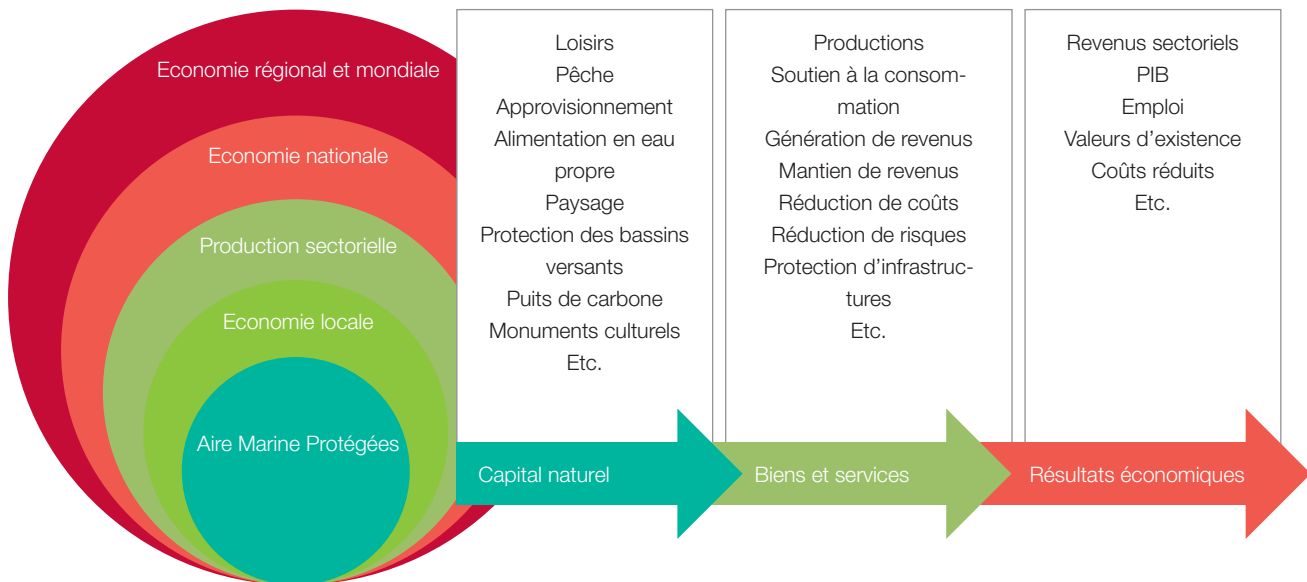 Economie régional et mondiale
Economie nationale
Production sectorielle
Economie locale
Aire Marine Protégées
Loisirs
Pêche
Approvisionnement
Alimentation en eau
propre
Paysage
Protection des bassins
versants
Puits de carbone
Monuments culturels
Etc.
Capital naturel
Productions
Soutien à la consom-
mation
Génération de revenus
Mantien de revenus
Réduction de coûts
Réduction de risques
Protection d’infrastruc-
tures
Etc.
Biens et services
Revenus sectoriels
PIB
Emploi
Valeurs d’existence
Coûts réduits
Etc.
Résultats économiques